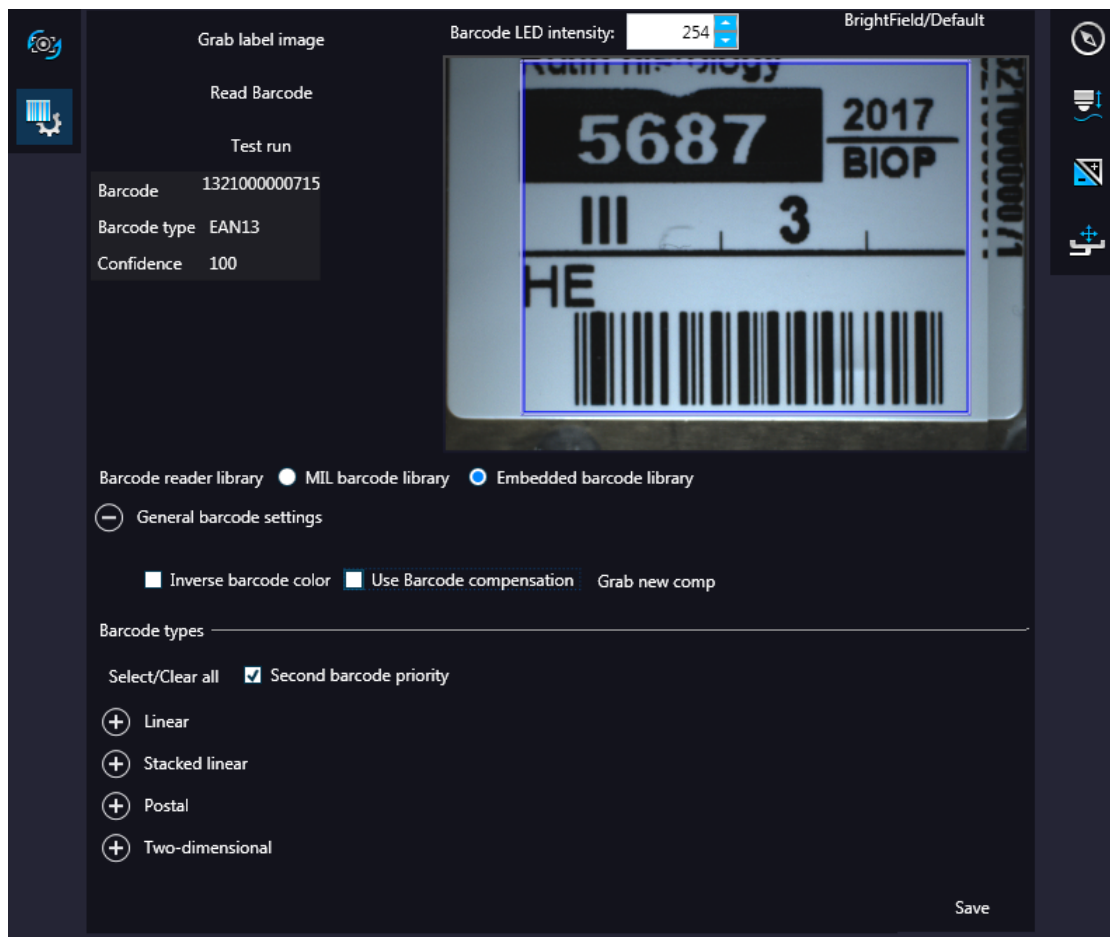 Grab label image
Read Barcode
Test run
Barcode 1321000000715
Barcode type EAN13
Confidence 100
Barcode LED intensity: 254
BrightField/Default
5687
2017
BIOP
III 3
HE
Barcode reader library MIL barcode library Embedded barcode library
General barcode settings
Inverse barcode color Use Barcode compensation Grab new comp
Barcode types
Select/Clear all Second barcode priority
Linear
Stacked linear
Postal
Two-dimensional
Save